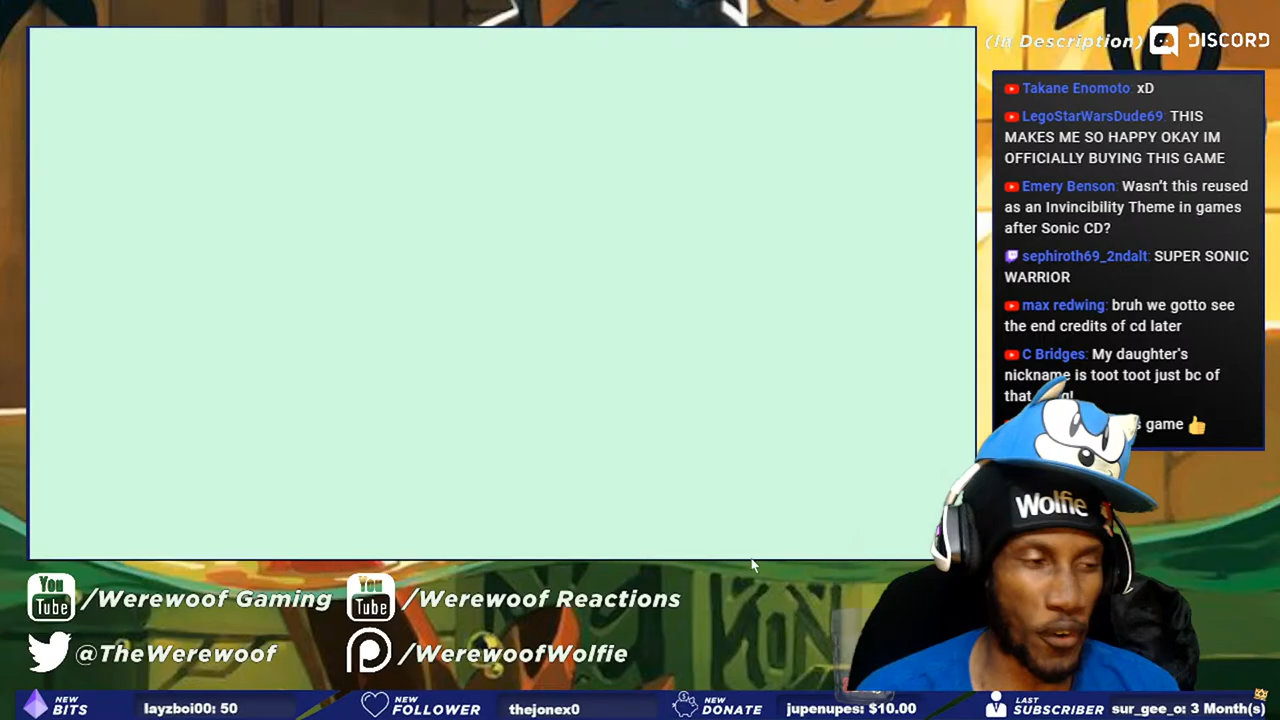 (In Description) DISCORD
Takane Enomoto: xD
LegoStarWarsDude69: THIS
MAKES ME SO HAPPY OKAY IM
OFFICIALLY BUYING THIS GAME
Emery Benson: Wasn't this reused
as an Invincibility Theme in games
after Sonic CD?
sephiroth69_2ndalt: SUPER SONIC
WARRIOR
max redwing: bruh we gotto see
the end credits of cd later
C Bridges: My daughter's
nickname is toot toot just bc of
that
game 👍
Wolfie
You Tube /Werewoof Gaming
You Tube /Werewoof Reactions
@TheWerewoof
/WerewoofWolfie
NEW BITS layzboi00: 50
NEW FOLLOWER thejonex0
NEW DONATE jupenupes: $10.00
LAST SUBSCRIBER sur_gee_o: 3 Month(s)